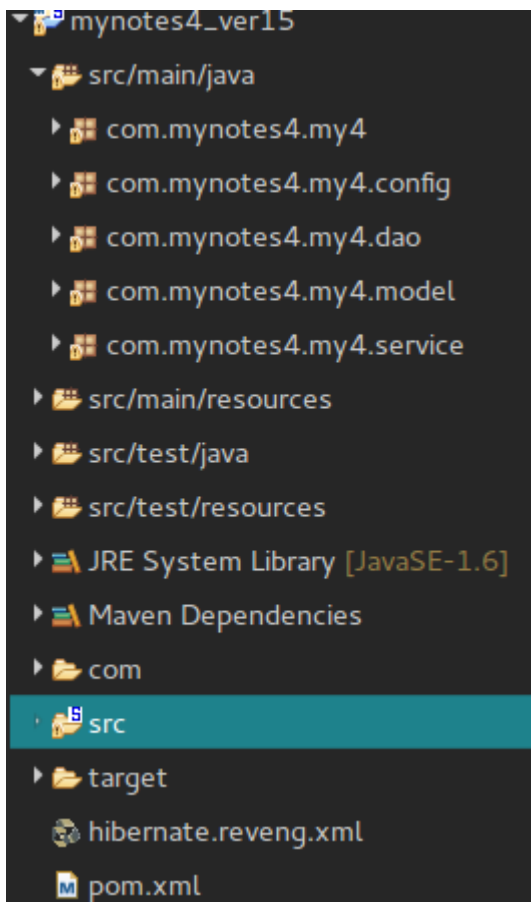 mynotes4_ver15
src/main/java
com.mynotes4.my4
com.mynotes4.my4.config
com.mynotes4.my4.dao
com.mynotes4.my4.model
com.mynotes4.my4.service
src/main/resources
src/test/java
src/test/resources
JRE System Library [JavaSE-1.6]
Maven Dependencies
com
src
target
hibernate.reveng.xml
pom.xml